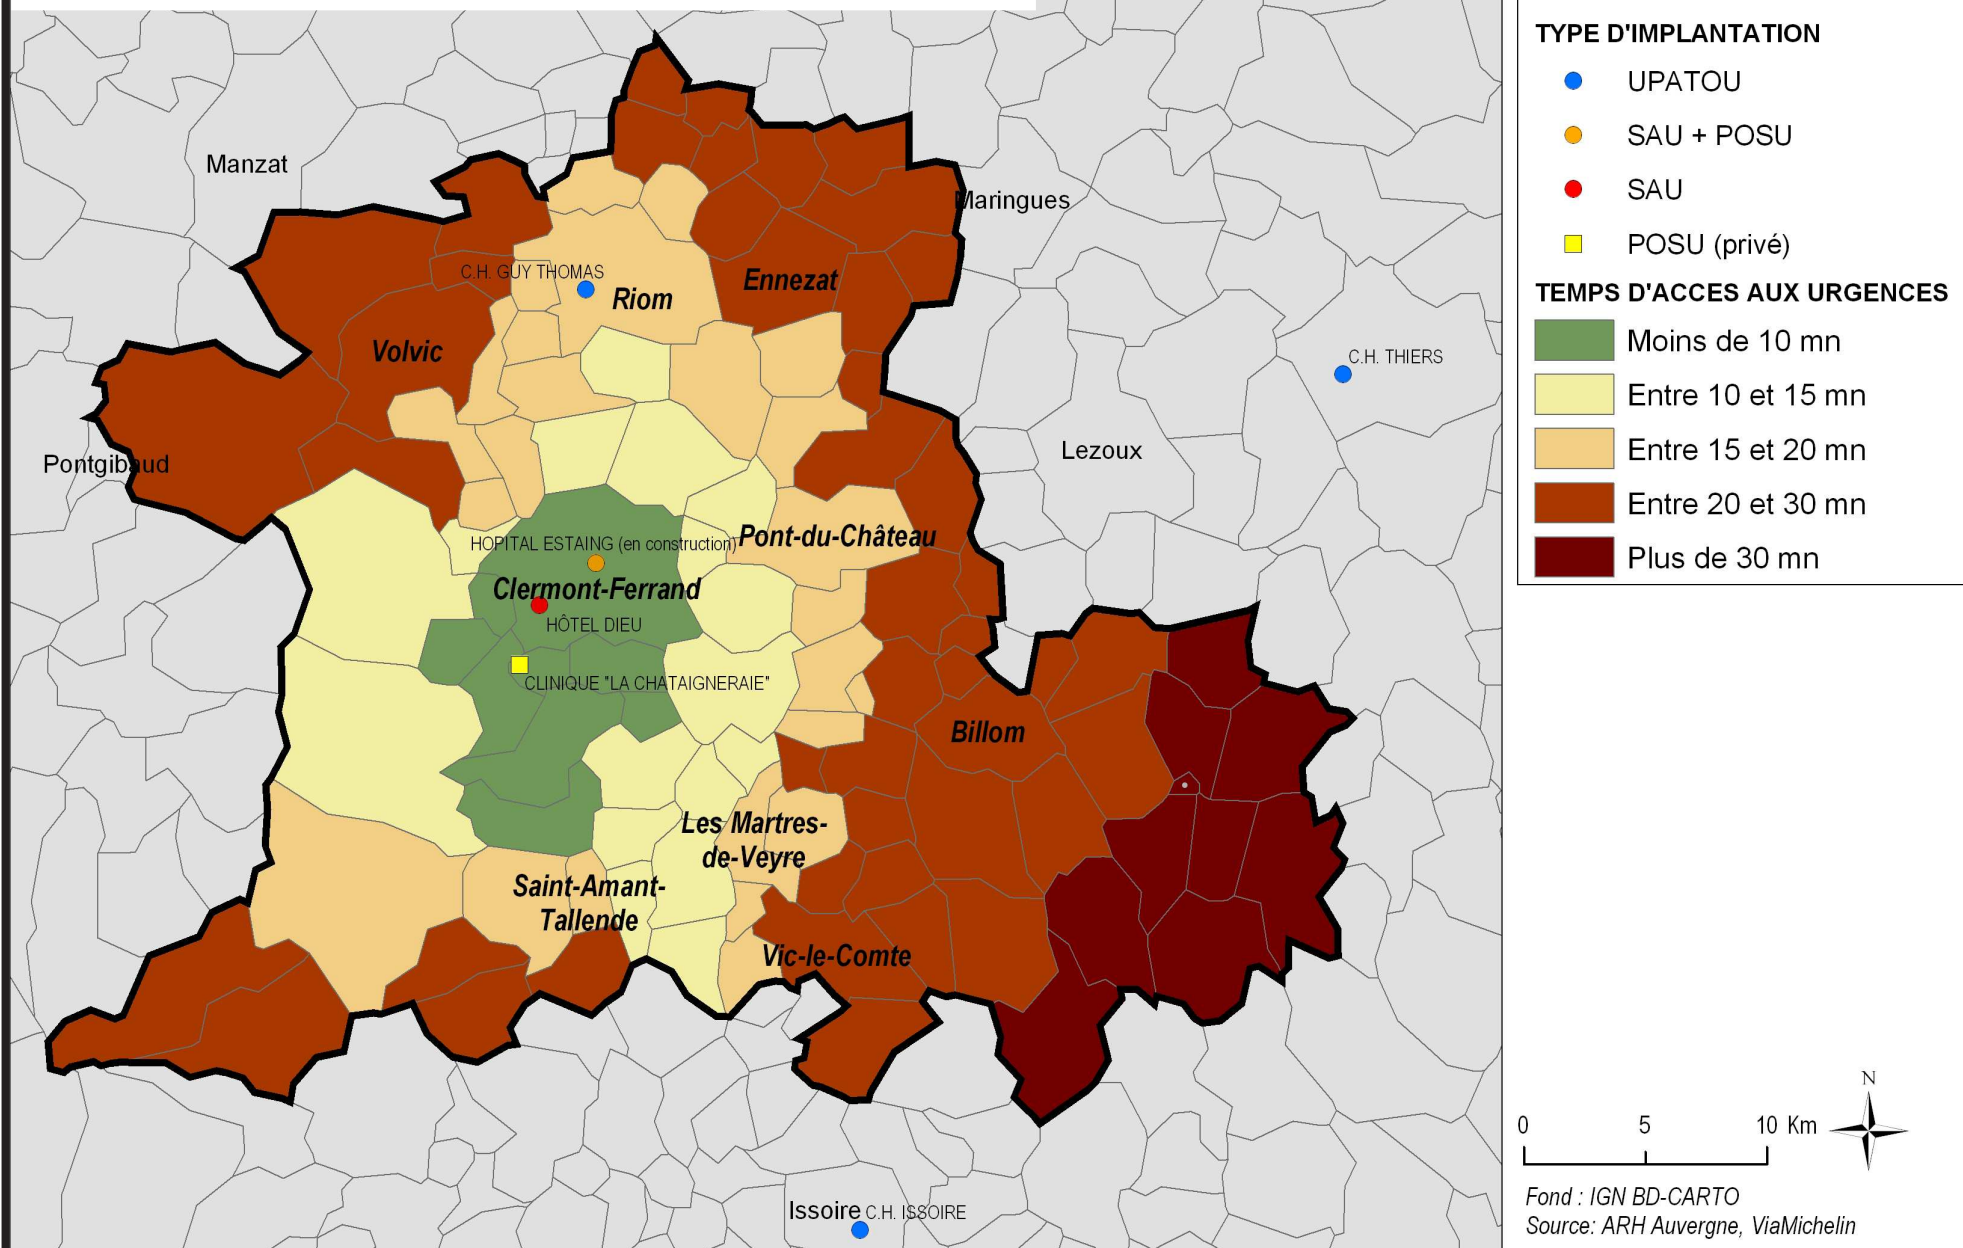 Manzat
Maringues
C.H. GUY THOMAS
Riom
Ennezat
Volvic
C.H. THIERS
Pontgibaud
Lezoux
HOPITAL ESTAING (en construction)
Pont-du-Château
Clermont-Ferrand
HÔTEL DIEU
CLINIQUE "LA CHATAIGNERAIE"
Billom
Les Martres-
de-Veyre
Saint-Amant-
Tallende
Vic-le-Comte
Issoire
C.H. ISSOIRE
TYPE D'IMPLANTATION
UPATOU
SAU + POSU
SAU
POSU (privé)
TEMPS D'ACCES AUX URGENCES
Moins de 10 mn
Entre 10 et 15 mn
Entre 15 et 20 mn
Entre 20 et 30 mn
Plus de 30 mn
N
0 5 10 Km
Fond : IGN BD-CARTO
Source: ARH Auvergne, ViaMichelin